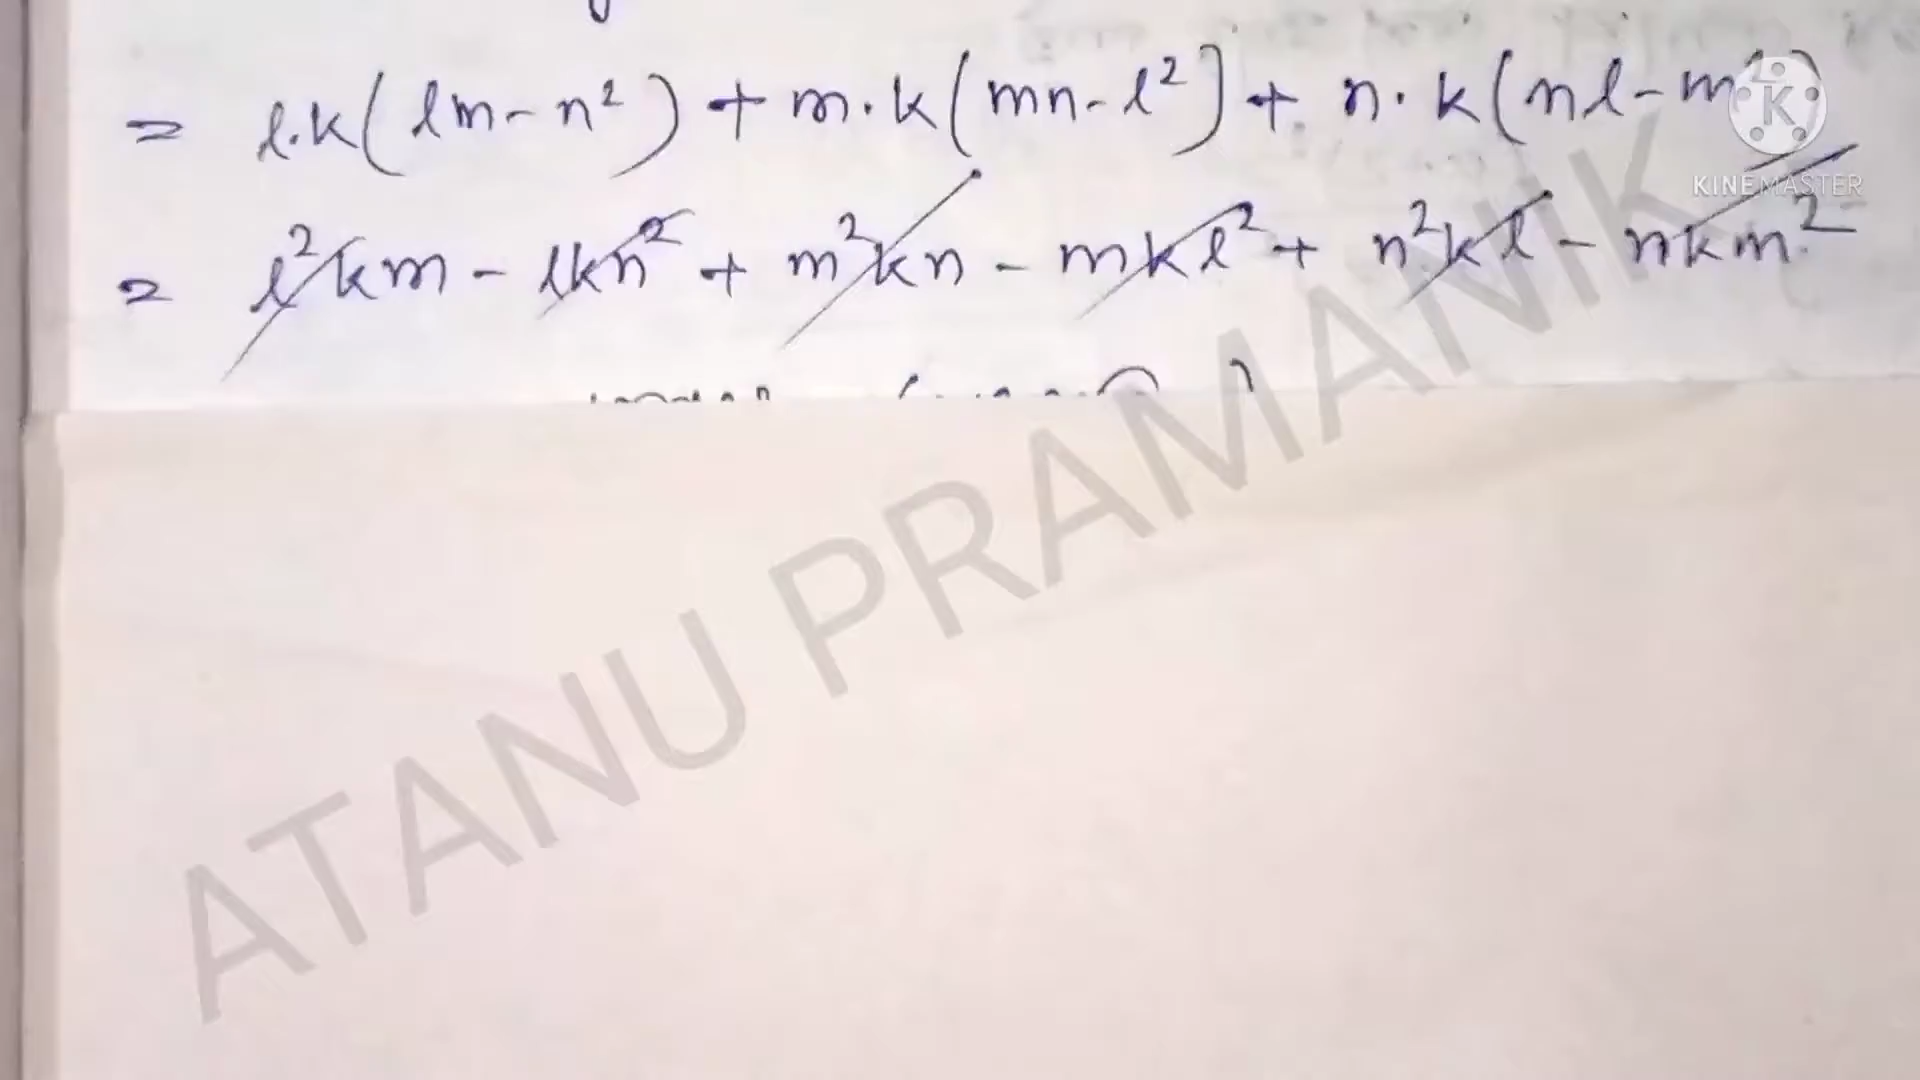 = l.k(lm-n²) + m.k(mn-l²) + n.k(nl-m²)
KINEMASTER
= l²km - lkn² + m²kn - mkl² + n²kl - nkm²
ATANU PRAMANIK